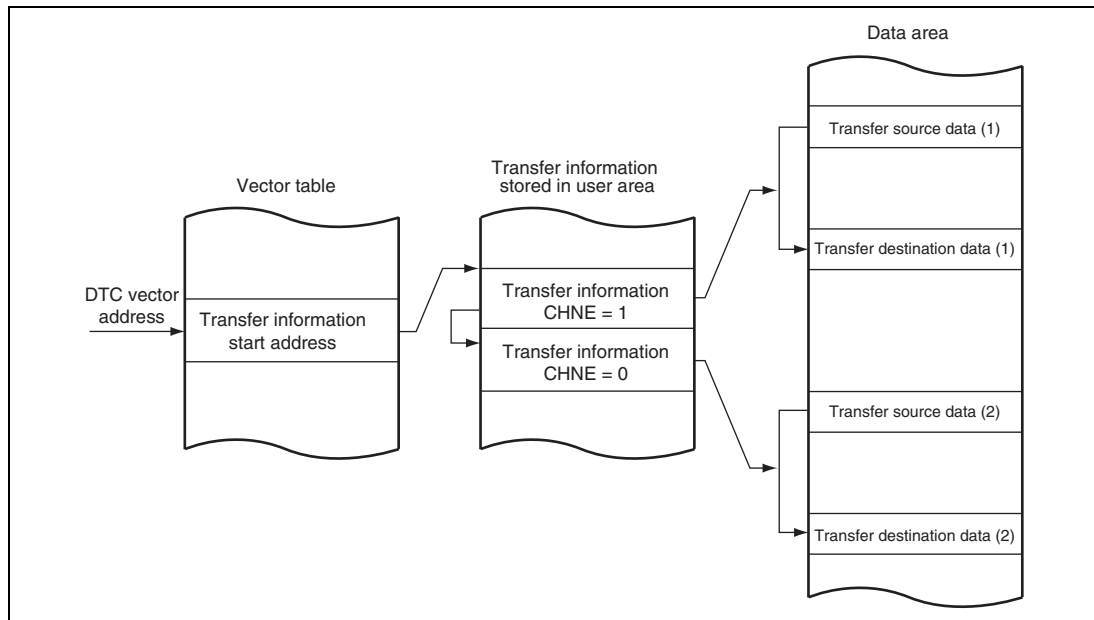 Data area
Transfer source data (1)
Transfer information
stored in user area
Vector table
Transfer destination data (1)
DTC vector
address
Transfer information
start address
Transfer information
CHNE = 1
Transfer information
CHNE = 0
Transfer source data (2)
Transfer destination data (2)